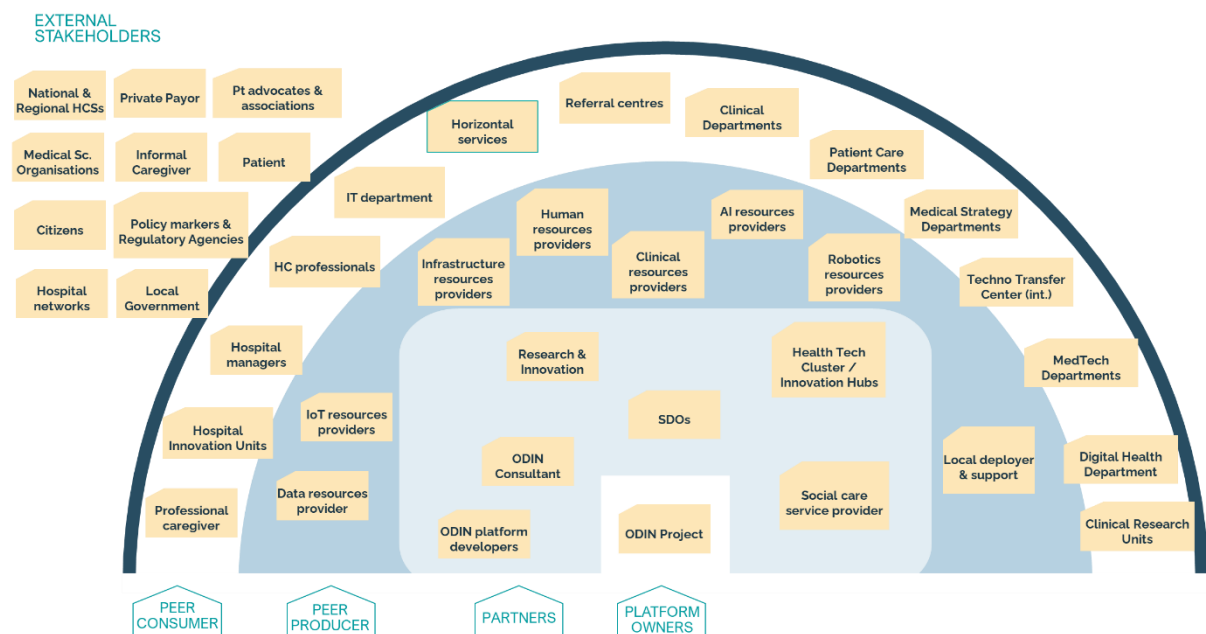 EXTERNAL
STAKEHOLDERS
National &
Regional HCSs
Private Payor
Pt advocates &
associations
Medical Sc.
Organisations
Informal
Caregiver
Patient
Citizens
Policy markers &
Regulatory Agencies
Hospital
networks
Local
Government
Horizontal
services
Referral centres
Clinical
Departments
Patient Care
Departments
IT department
Medical Strategy
Departments
HC professionals
Techno Transfer
Center (int.)
Hospital
managers
MedTech
Departments
Hospital
Innovation Units
Digital Health
Department
Professional
caregiver
Clinical Research
Units
Infrastructure
resources
providers
Human
resources
providers
Clinical
resources
providers
AI resources
providers
Robotics
resources
providers
IoT resources
providers
Data resources
provider
Local deployer
& support
Research &
Innovation
Health Tech
Cluster /
Innovation Hubs
SDOs
ODIN
Consultant
Social care
service provider
ODIN platform
developers
ODIN Project
PEER
CONSUMER
PEER
PRODUCER
PARTNERS
PLATFORM
OWNERS